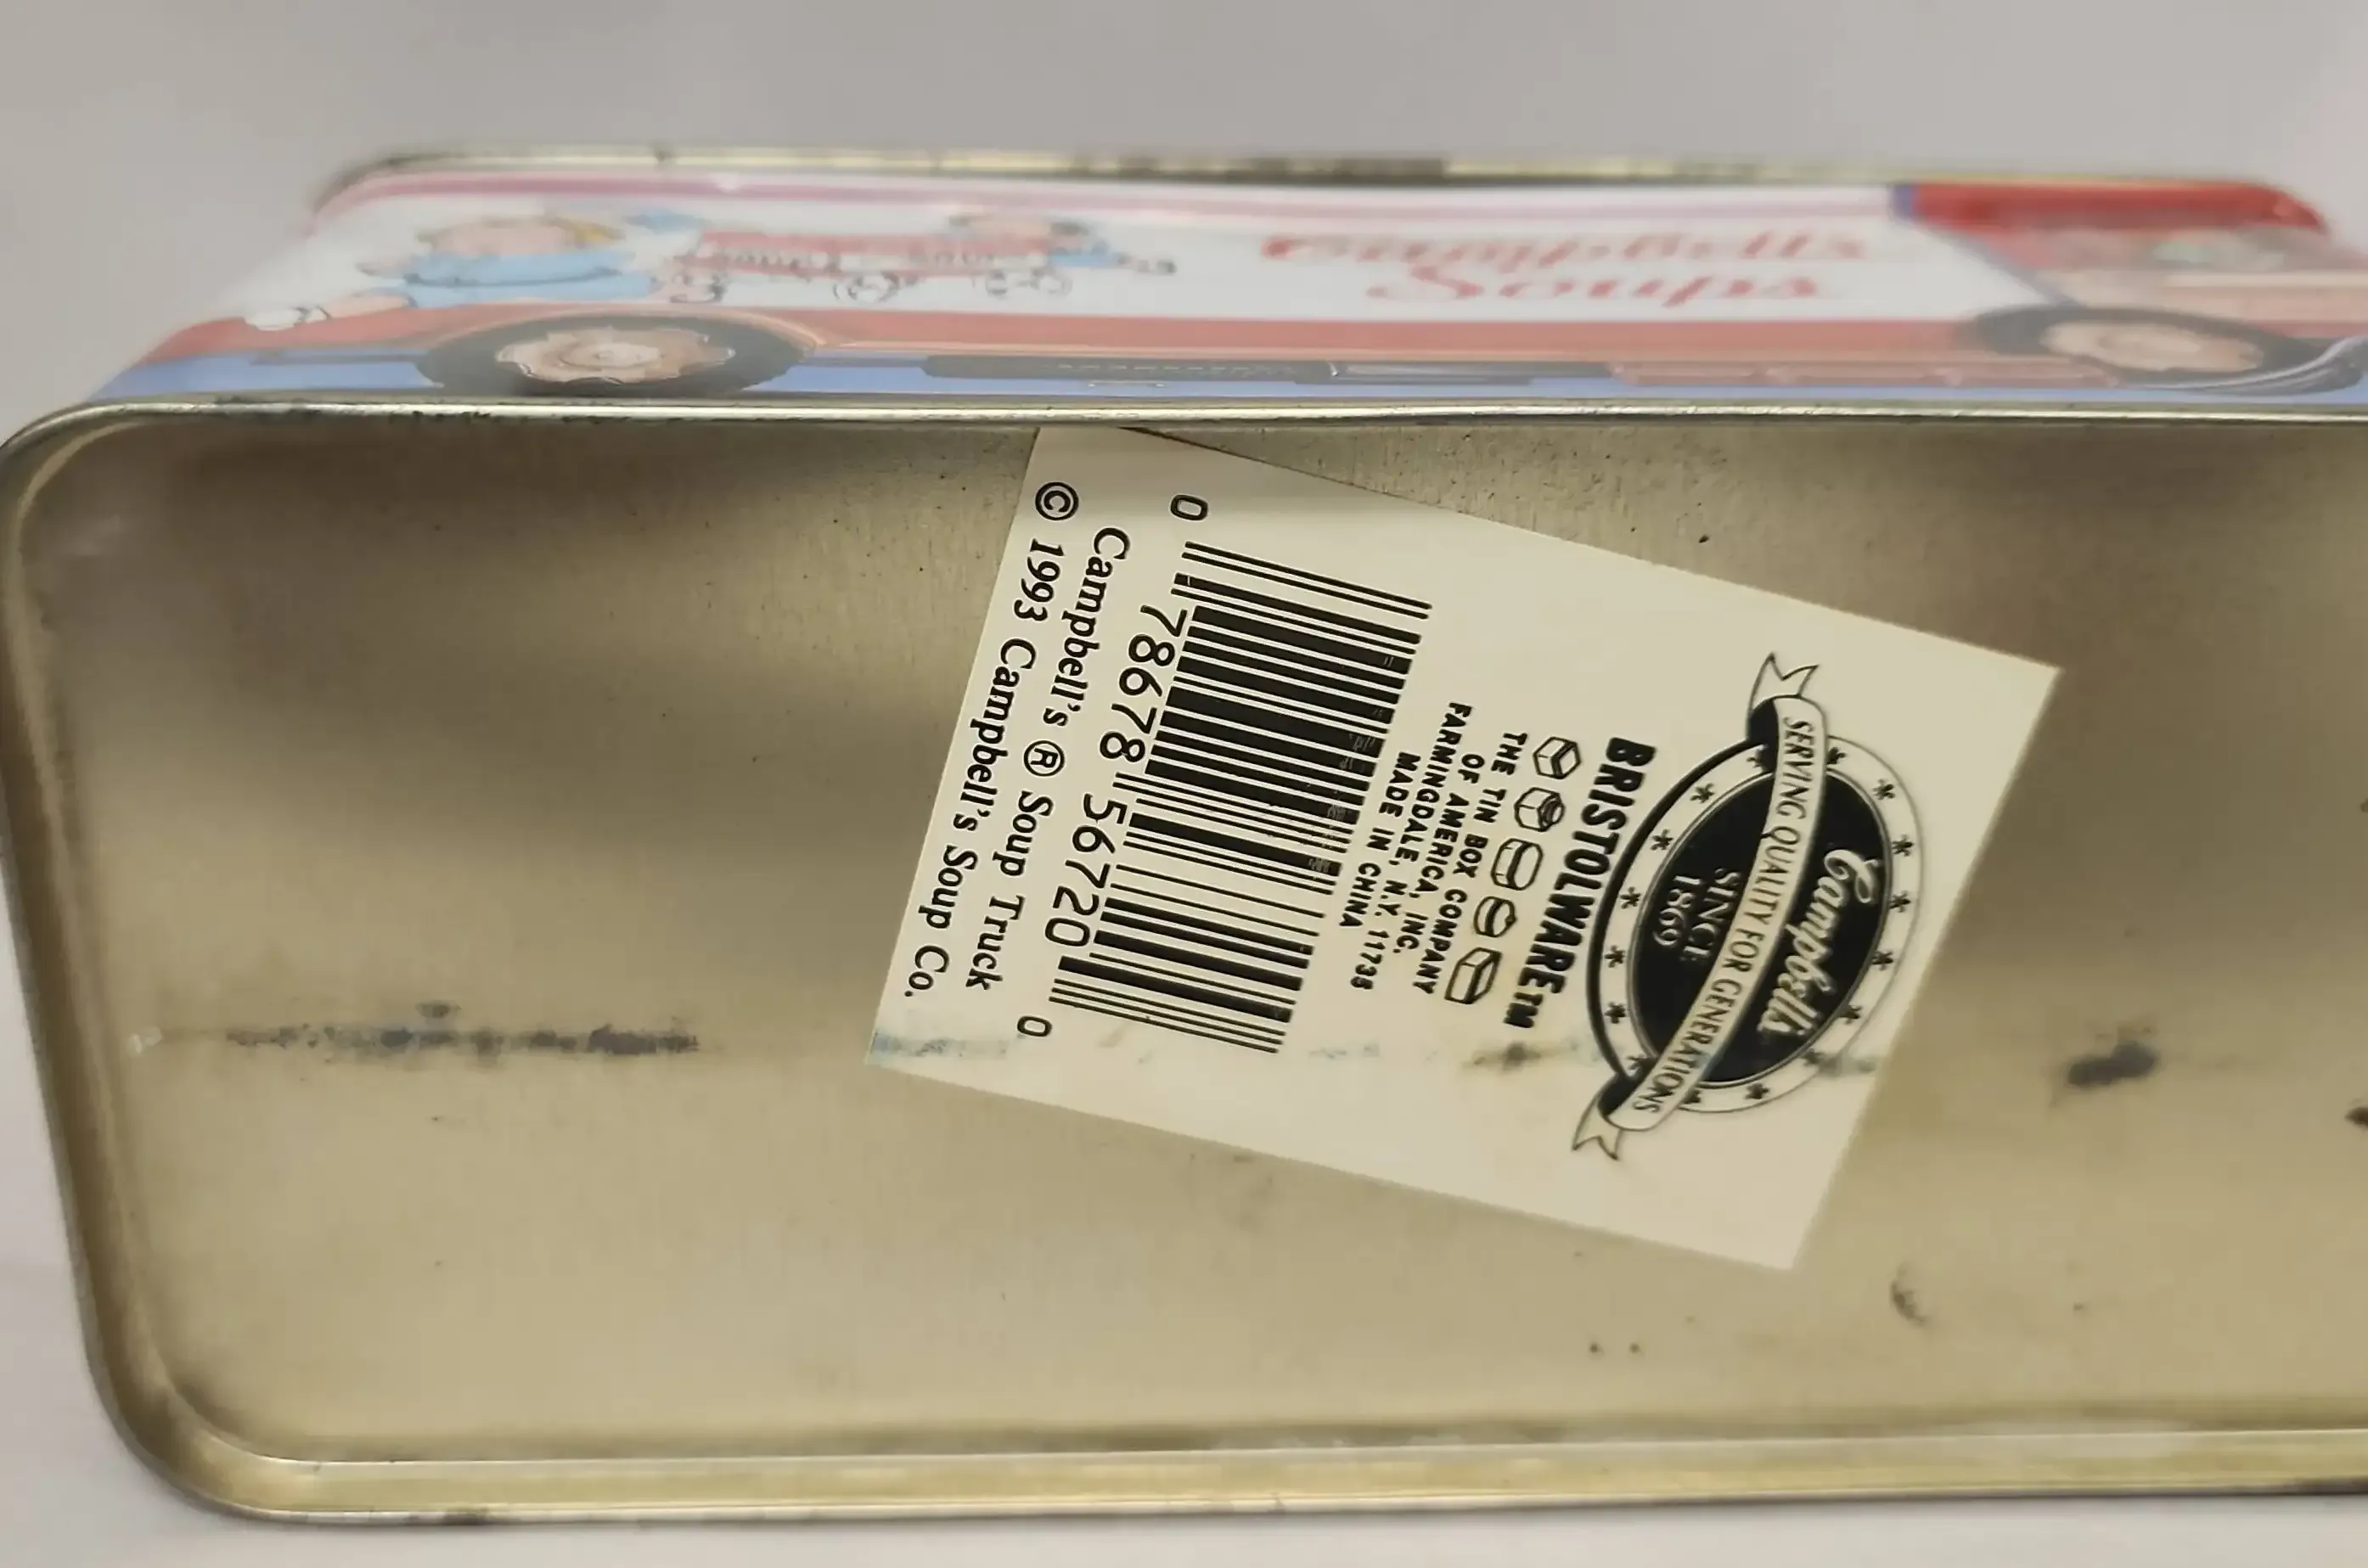 Campbell's
Soups
Campbell's
SERVING QUALITY FOR GENERATIONS
SINCE
1869
BRISTOLWARE™
THE TIN BOX COMPANY
OF AMERICA, INC.
FARMINGDALE, N.Y. 11735
MADE IN CHINA
0 78678 56720 0
Campbell's ® Soup Truck
© 1993 Campbell's Soup Co.